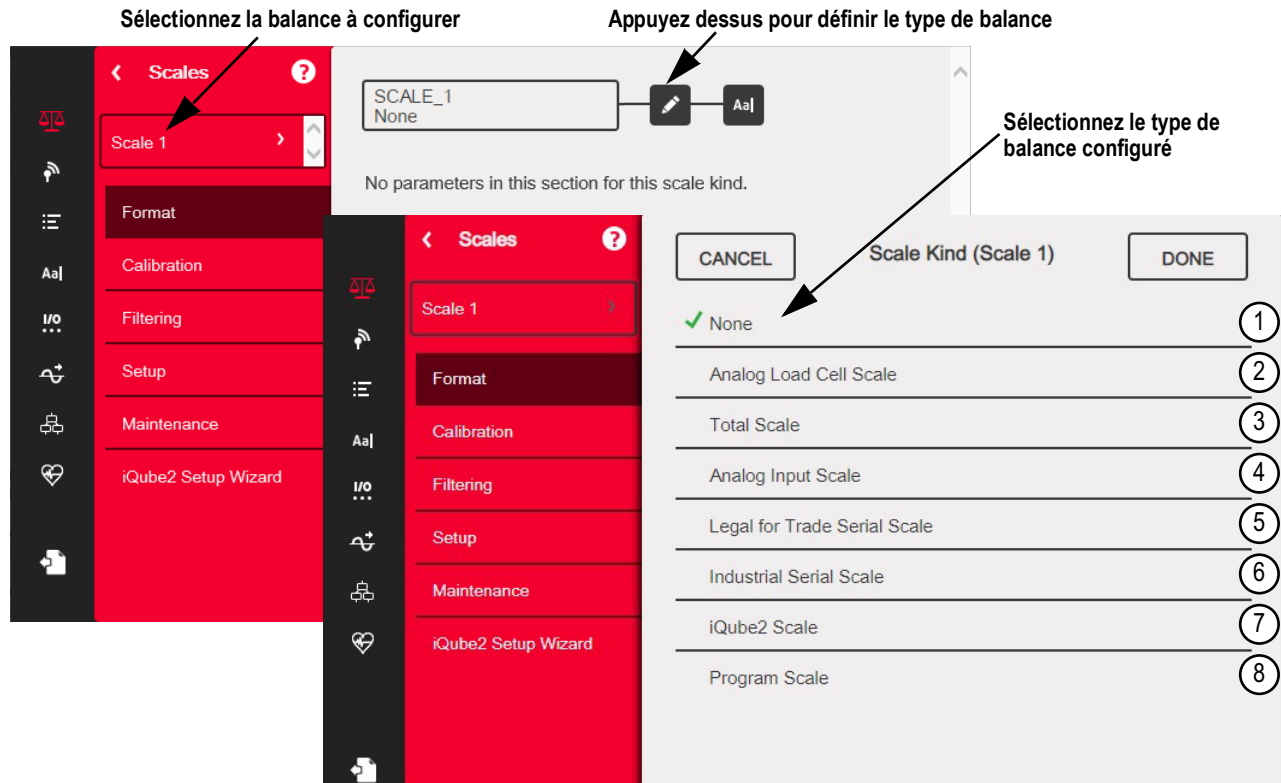 Sélectionnez la balance à configurer
Appuyez dessus pour définir le type de balance
Scales
?
Scale 1
Format
Calibration
Filtering
Setup
Maintenance
iQube2 Setup Wizard
Aa
I/O
SCALE_1
None
Aa
No parameters in this section for this scale kind.
Sélectionnez le type de
balance configuré
Scales
?
Scale 1
Format
Calibration
Filtering
Setup
Maintenance
iQube2 Setup Wizard
Aa
I/O
CANCEL
Scale Kind (Scale 1)
DONE
None 1
Analog Load Cell Scale 2
Total Scale 3
Analog Input Scale 4
Legal for Trade Serial Scale 5
Industrial Serial Scale 6
iQube2 Scale 7
Program Scale 8